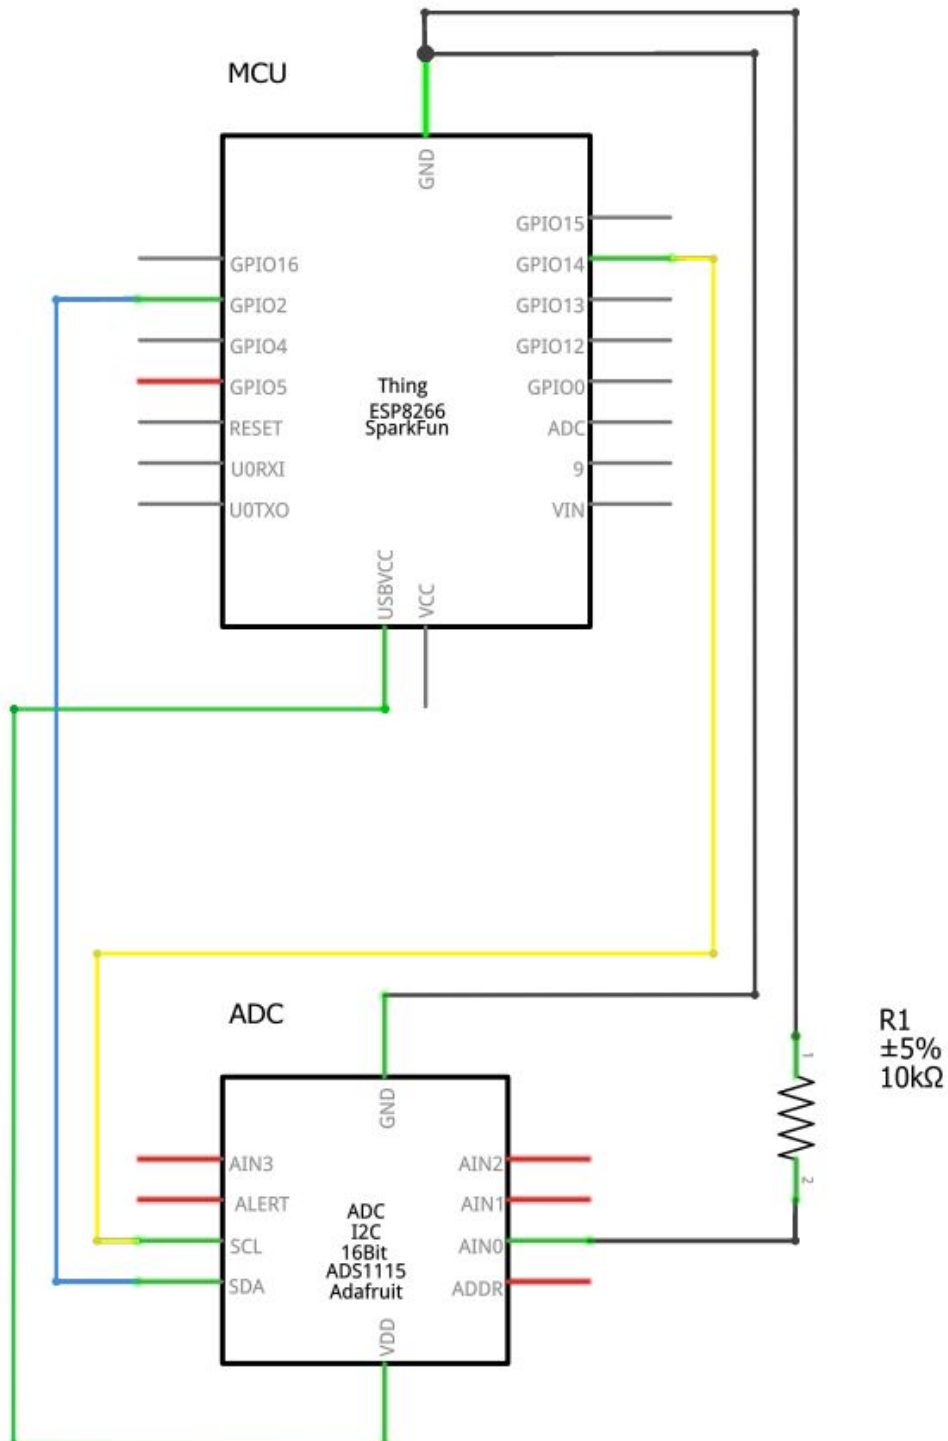 MCU
GND
GPIO15
GPIO16
GPIO14
GPIO2
GPIO13
GPIO4
GPIO12
GPIO5
GPIO0
Thing
ESP8266
SparkFun
RESET
ADC
U0RXI
9
U0TXO
VIN
USBVCC
VCC
ADC
R1
±5%
10kΩ
1
GND
2
AIN3
AIN2
ALERT
AIN1
ADC
I2C
16Bit
ADS1115
Adafruit
SCL
AIN0
SDA
ADDR
VDD